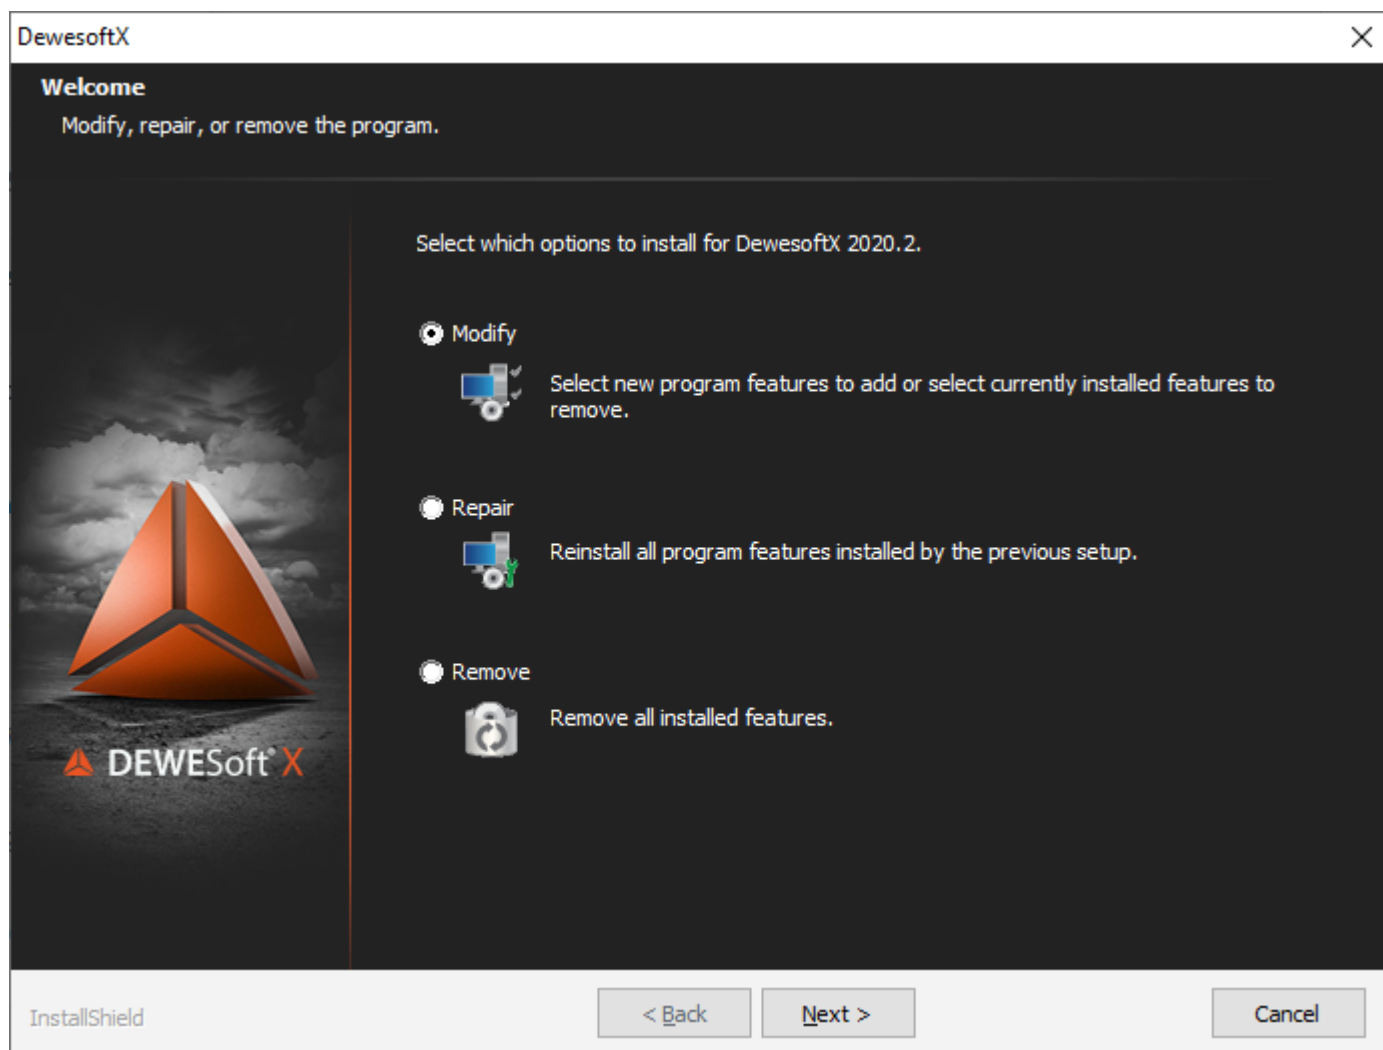 DewesoftX
Welcome
Modify, repair, or remove the program.
Select which options to install for DewesoftX 2020.2.
Modify
Select new program features to add or select currently installed features to
remove.
Repair
Reinstall all program features installed by the previous setup.
Remove
Remove all installed features.
DEWESoft® X
InstallShield
< Back
Next >
Cancel